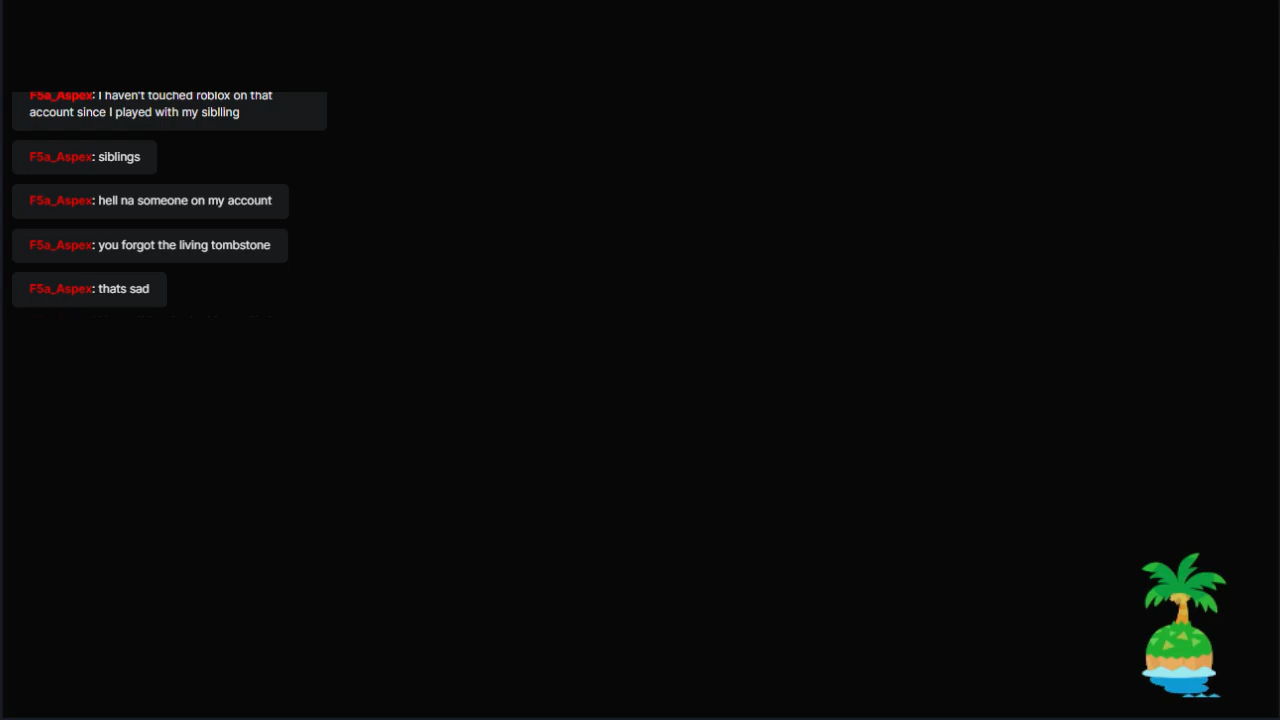 F5a_Aspex: I haven't touched roblox on that
account since I played with my siblling
F5a_Aspex: siblings
F5a_Aspex: hell na someone on my account
F5a_Aspex: you forgot the living tombstone
F5a_Aspex: thats sad